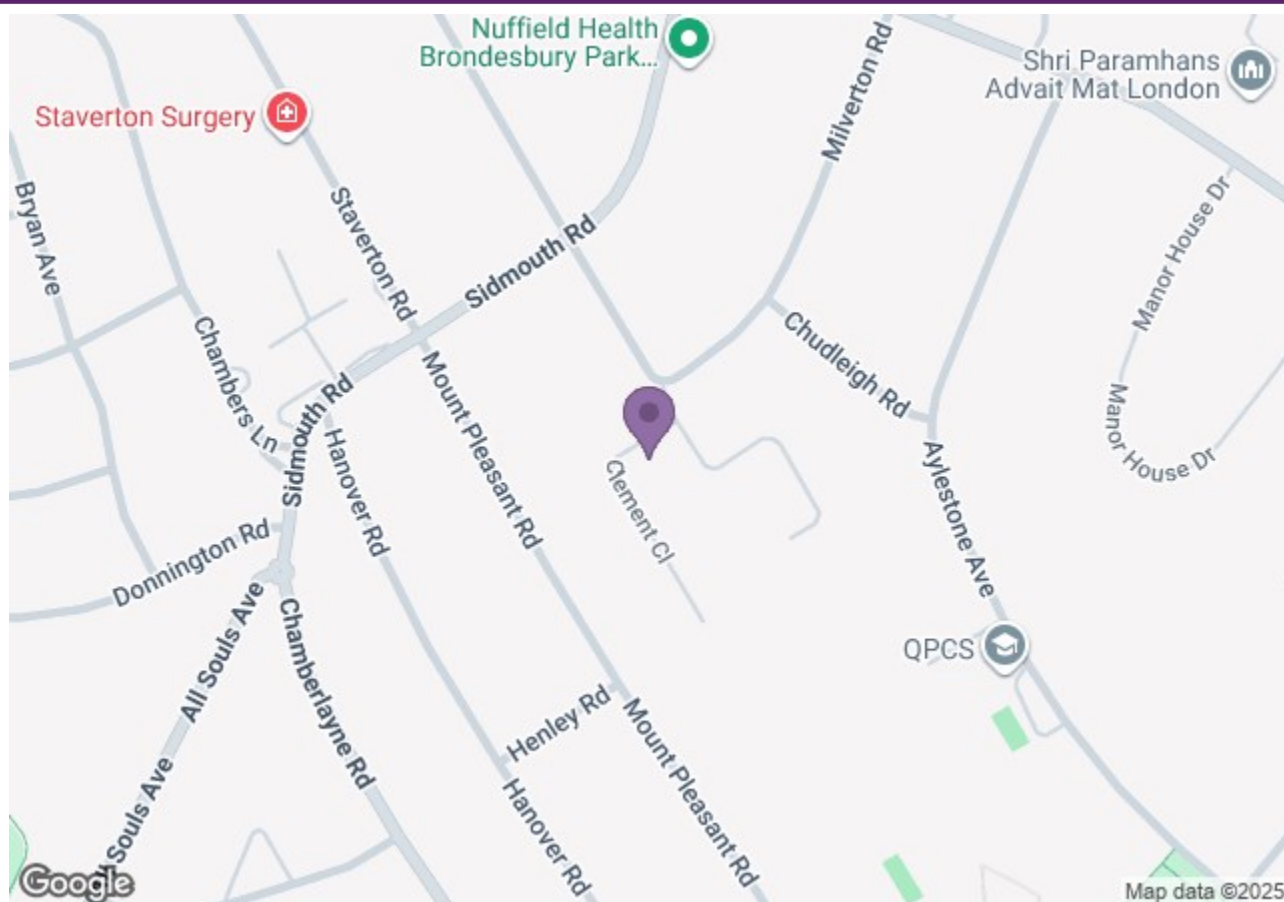 Nuffield Health
Brondesbury Park...
Shri Paramhans
Advait Mat London
Staverton Surgery
Milverton Rd
Bryan Ave
Staverton Rd
Manor House Dr
Sidmouth Rd
Chambers Ln
Chudleigh Rd
Mount Pleasant Rd
Sidmouth Rd
Manor House Dr
Hanover Rd
Clement Cl
Aylestone Ave
Donnington Rd
All Souls Ave
Chamberlayne Rd
QPCS
Henley Rd
Mount Pleasant Rd
All Souls Ave
Hanover Rd
Google
Map data ©2025